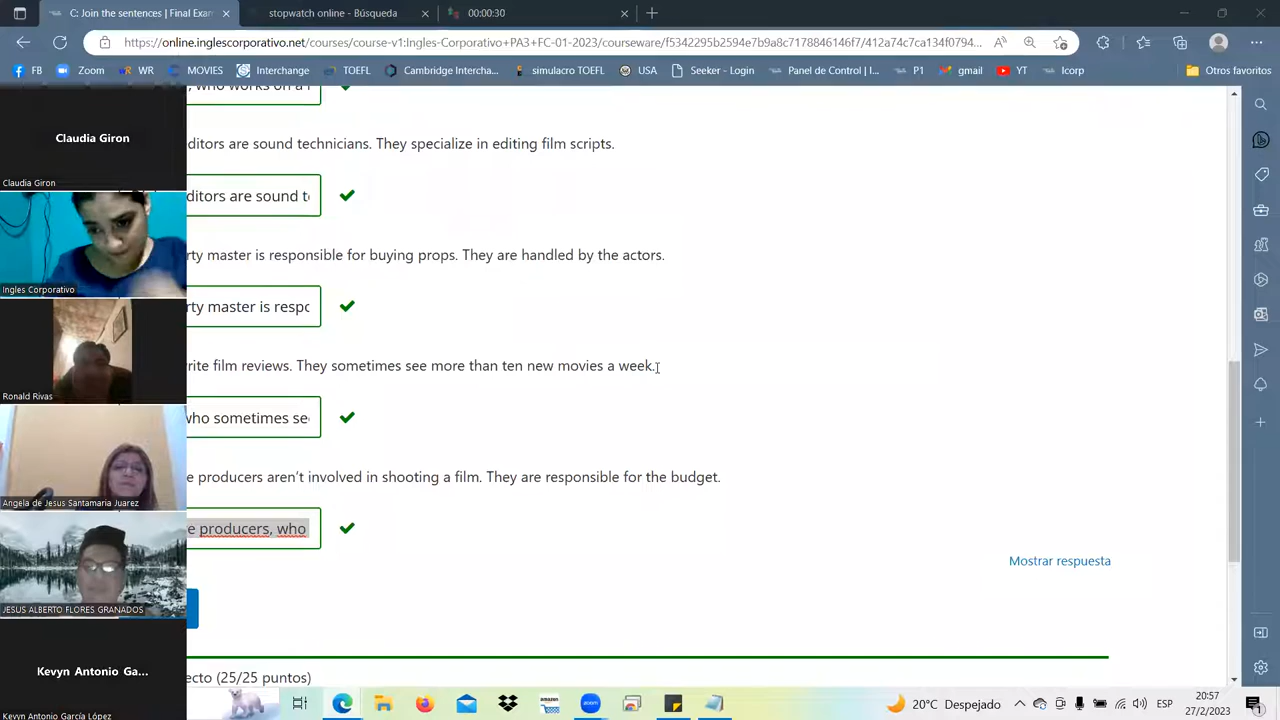 C: Join the | Final Exam
stopwatch online - Búsqueda
00:00:30
https://online.inglescorporativo.net/courses/course-v1:Ingles-Corporativo+PA3+FC-01-2023/courseware/f5342295b2594e7b9a8c7178846146f7/412a74c7ca134f0794...
FB
Zoom
WR
MOVIES
Interchange
TOEFL
Cambridge Intercha...
simulacro TOEFL
USA
Seeker - Login
Panel de Control | I...
P1
gmail
YT
Icorp
Otros favoritos
, who works on a
Claudia Giron
Claudia Giron
ditors are sound technicians. They specialize in editing film scripts.
ditors are sound t
Ingles Corporativo
rty master is responsible for buying props. They are handled by the actors.
rty master is respo
rite film reviews. They sometimes see more than ten new movies a week.
Ronald Rivas
who sometimes se
e producers aren’t involved in shooting a film. They are responsible for the budget.
Angela de Jesus Santamaria Juarez
e producers, who
Mostrar respuesta
JESUS ALBERTO FLORES GRANADOS
Kevyn Antonio Ga...
ecto (25/25 puntos)
Kevyn Antonio García López
20°C Despejado
ESP
20:57
27/2/2023